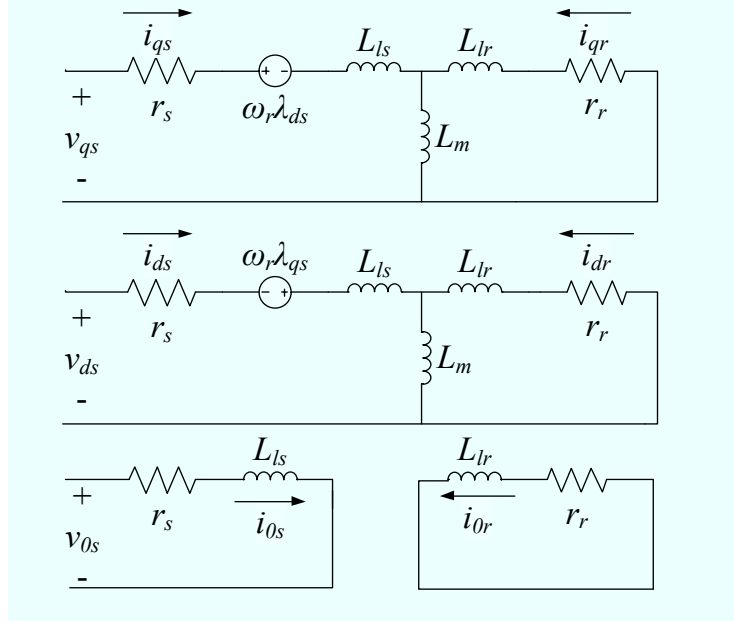 i_qs L_ls L_lr i_qr
+ r_s + - ω_rλ_ds r_r
v_qs L_m
-
i_ds ω_rλ_qs L_ls L_lr i_dr
+ r_s - + r_r
v_ds L_m
-
L_ls L_lr
+ r_s i_0s i_0r r_r
v_0s
-